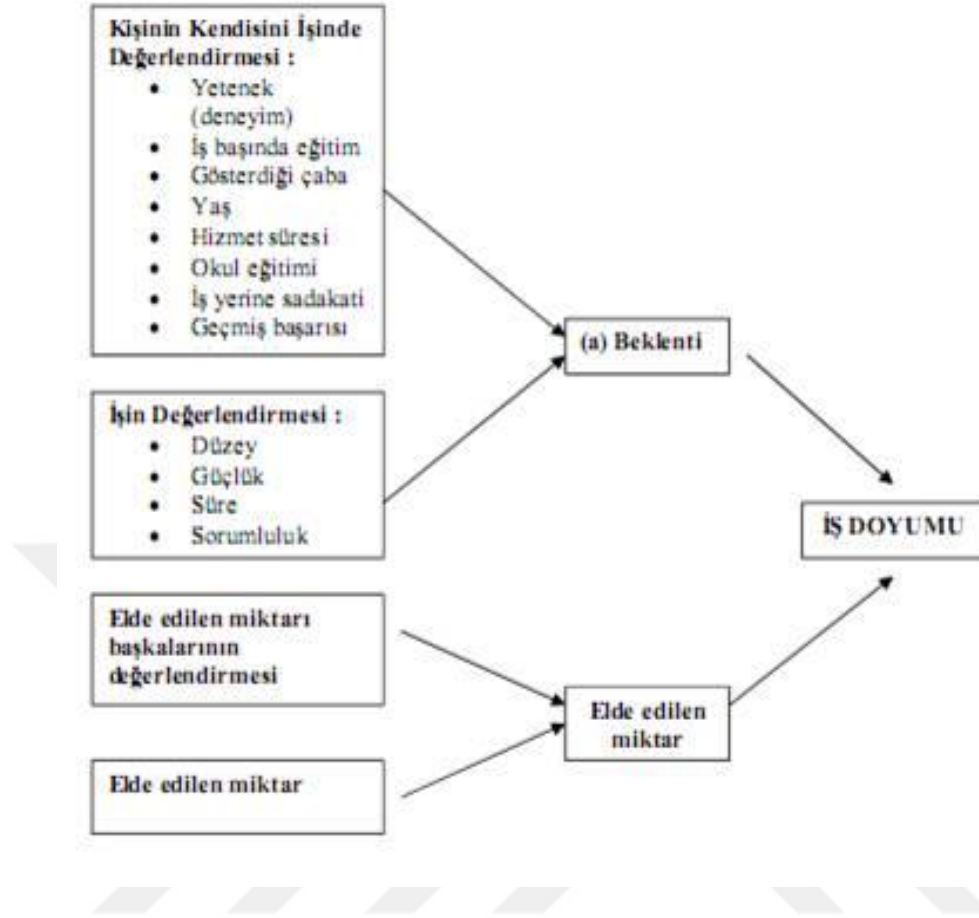 Kişinin Kendisini İşinde
Değerlendirmesi :
• Yetenek
(deneyim)
• İş başında eğitim
• Gösterdiği çaba
• Yaş
• Hizmet süresi
• Okul eğitimi
• İş yerine sadakati
• Geçmiş başarısı
(a) Beklenti
İşin Değerlendirmesi :
• Düzey
• Güçlük
• Süre
• Sorumluluk
İŞ DOYUMU
Elde edilen miktarı
başkalarının
değerlendirmesi
Elde edilen
miktar
Elde edilen miktar